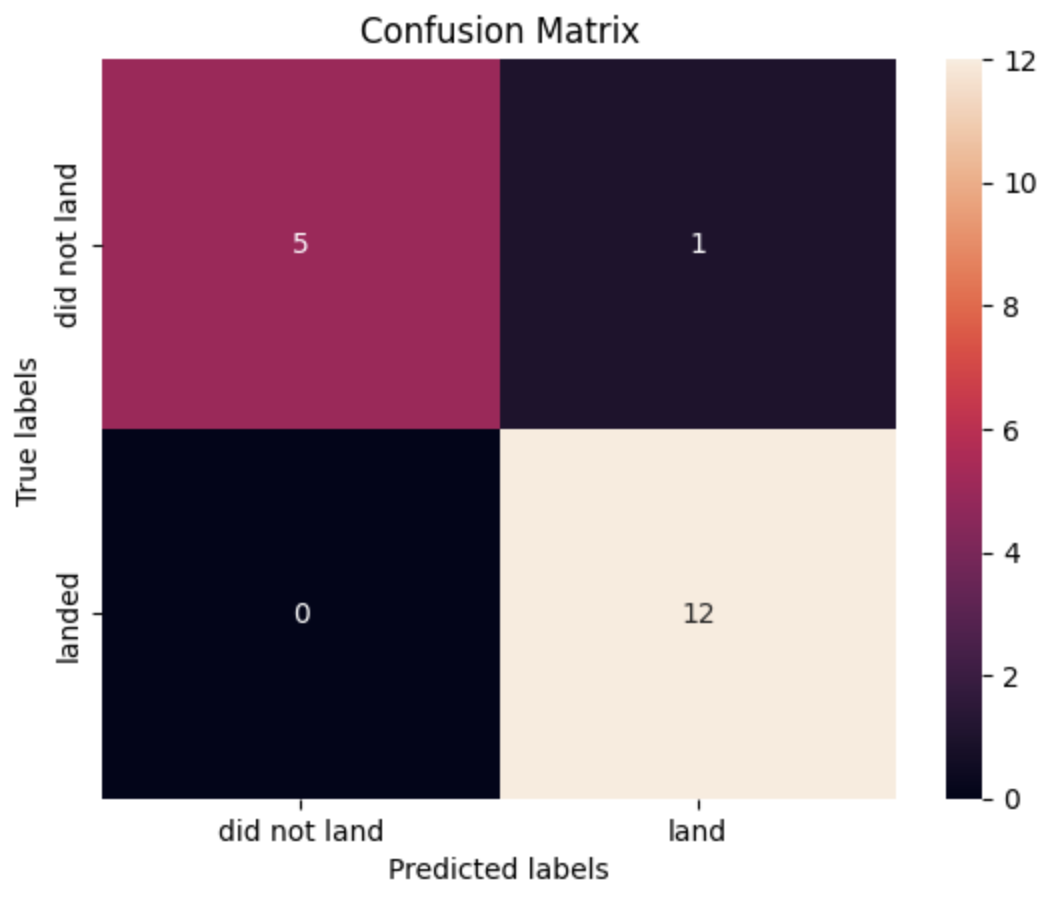 Confusion Matrix
True labels
did not land
landed
5
1
0
12
did not land
land
Predicted labels
12
10
8
6
4
2
0